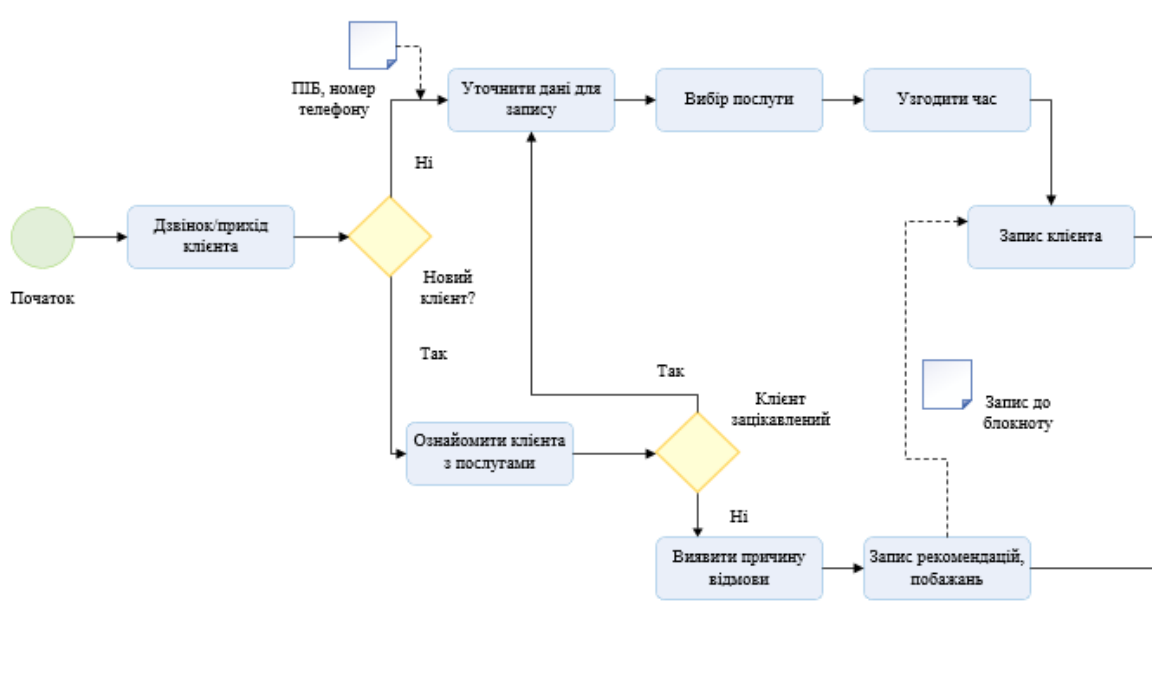 ПІБ, номер
телефону
Уточнити дані для
запису
Вибір послуги
Узгодити час
Ні
Дзвінок/прихід
клієнта
Запис клієнта
Початок
Новий
клієнт?
Так
Так
Клієнт
зацікавлений
Запис до
блокноту
Ознайомити клієнта
з послугами
Ні
Виявити причину
відмови
Запис рекомендацій,
побажань